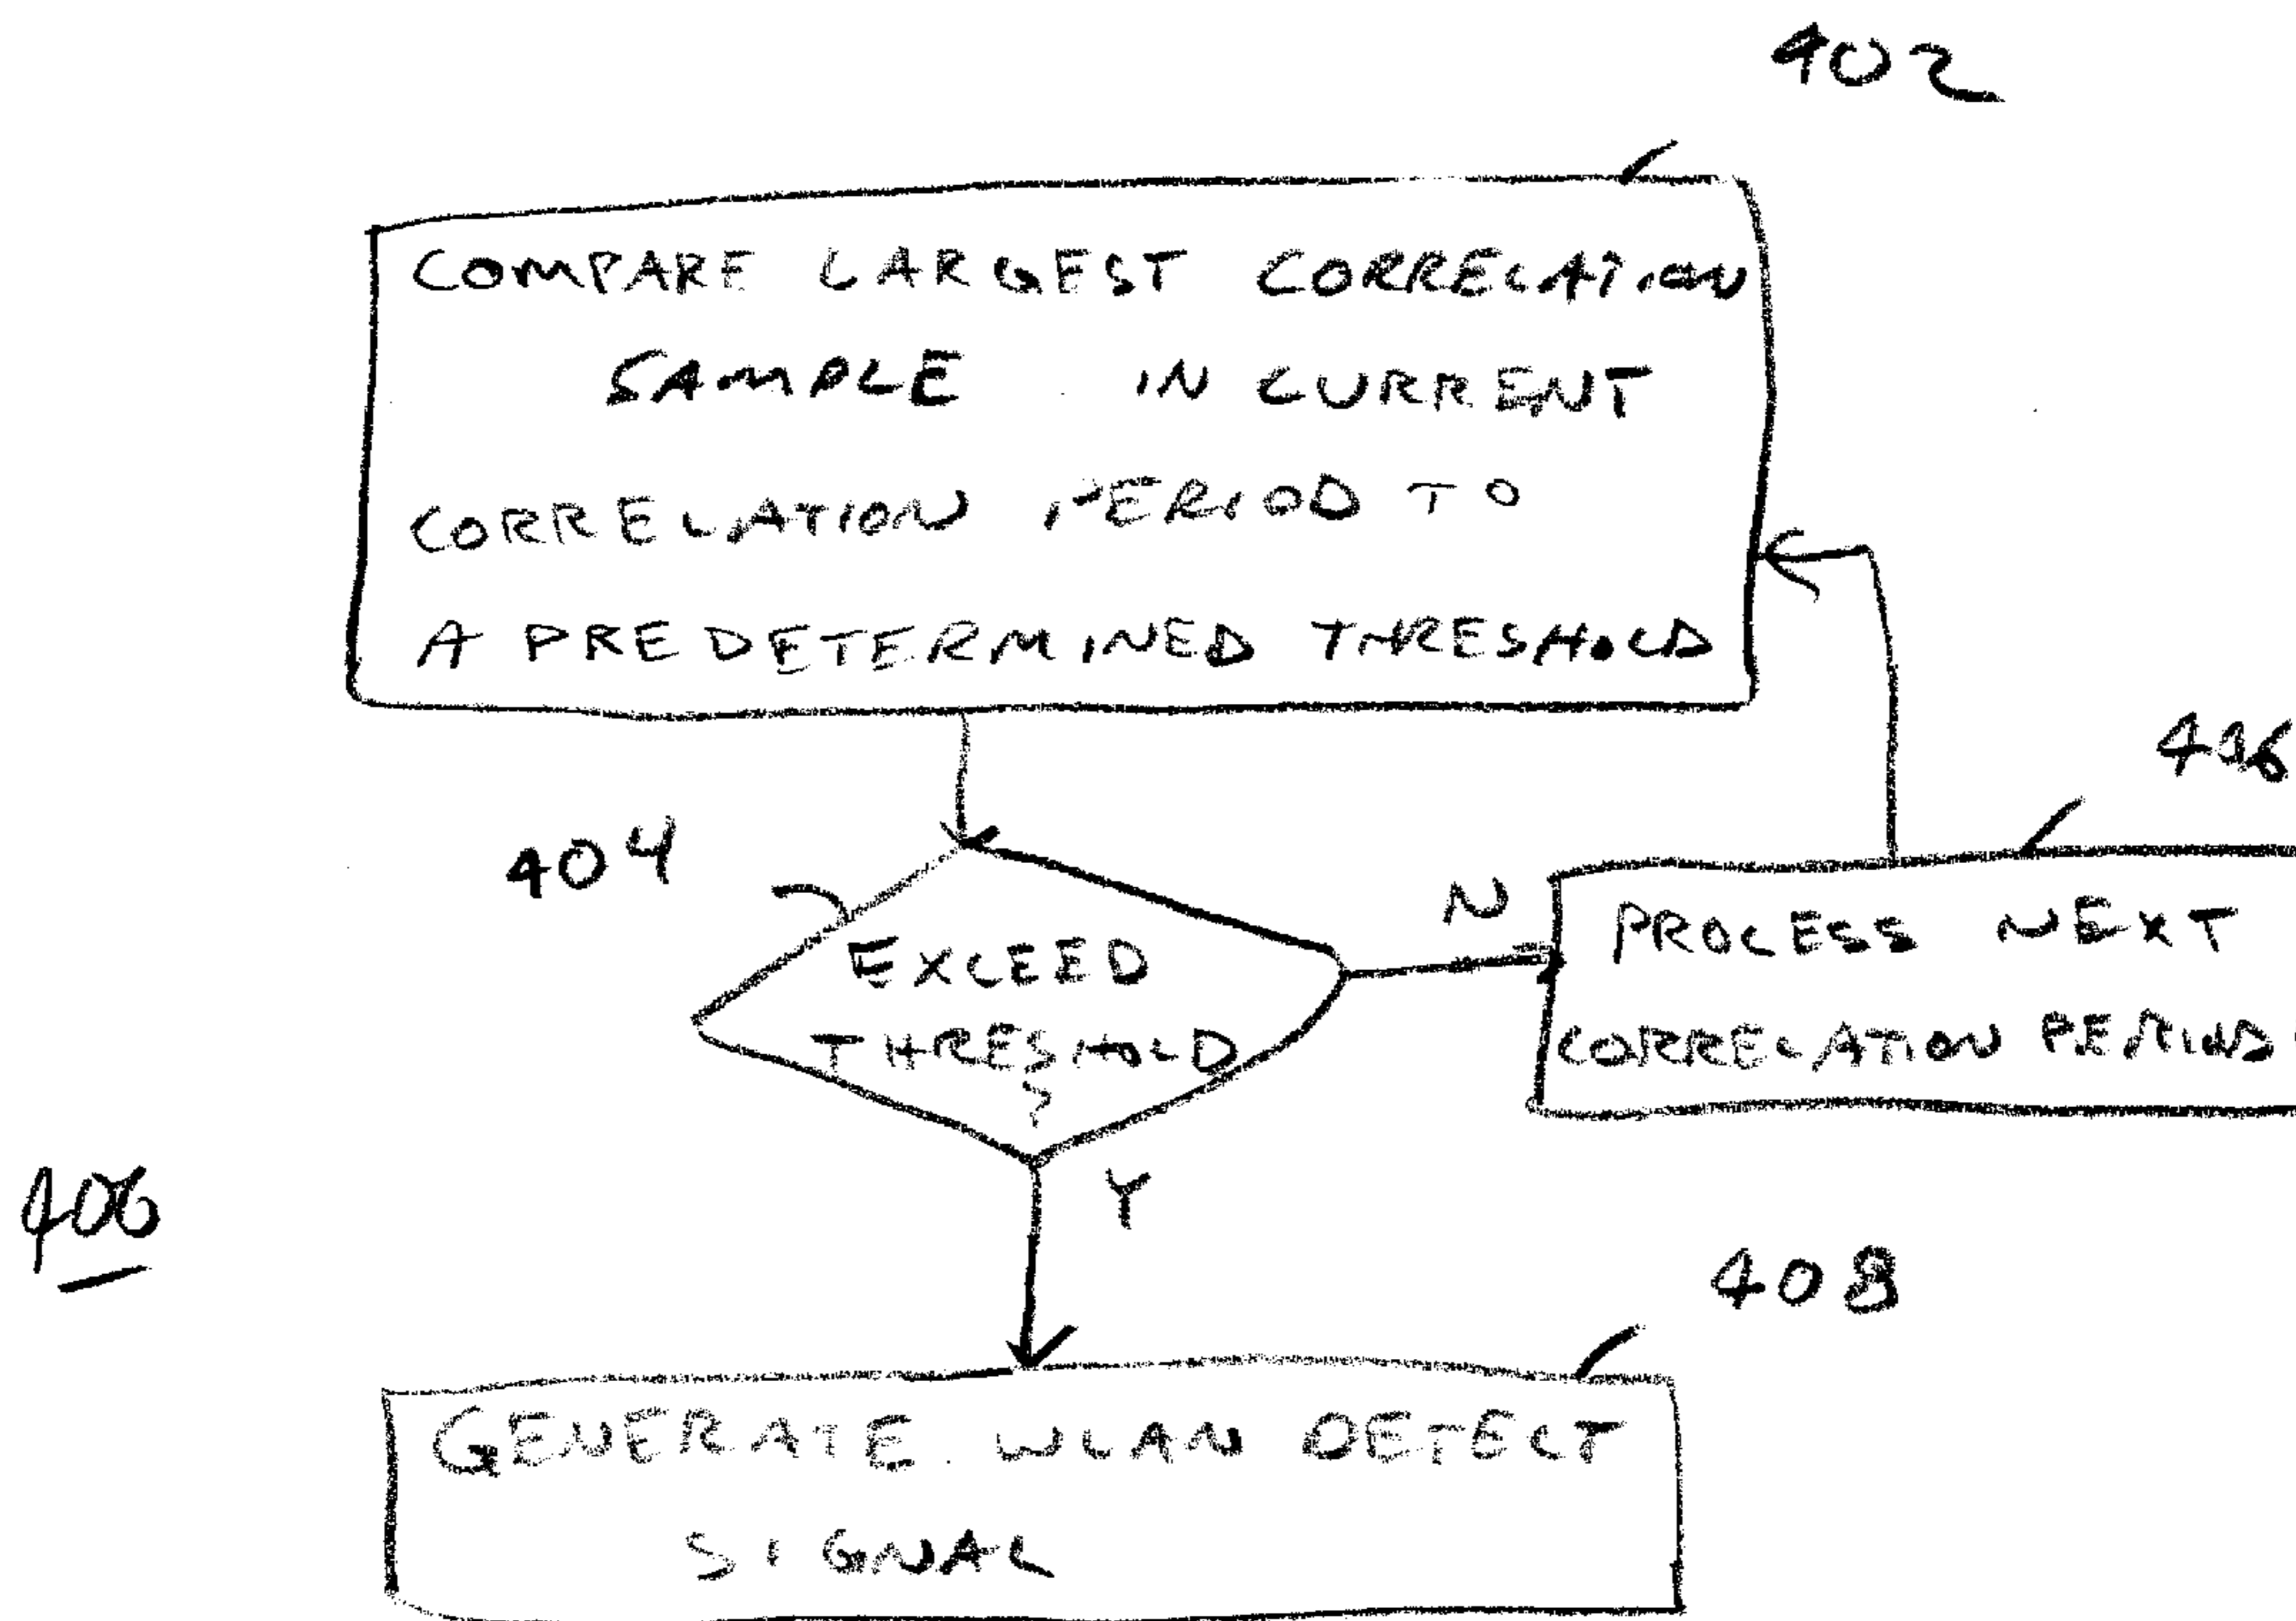 402
COMPARE LARGEST CORRELATION
SAMPLE IN CURRENT
CORRELATION PERIOD TO
A PREDETERMINED THRESHOLD
406
404
EXCEED
THRESHOLD
?
N
PROCESS NEXT
CORRELATION PERIOD
Y
400
408
GENERATE WLAN DETECT
SIGNAL